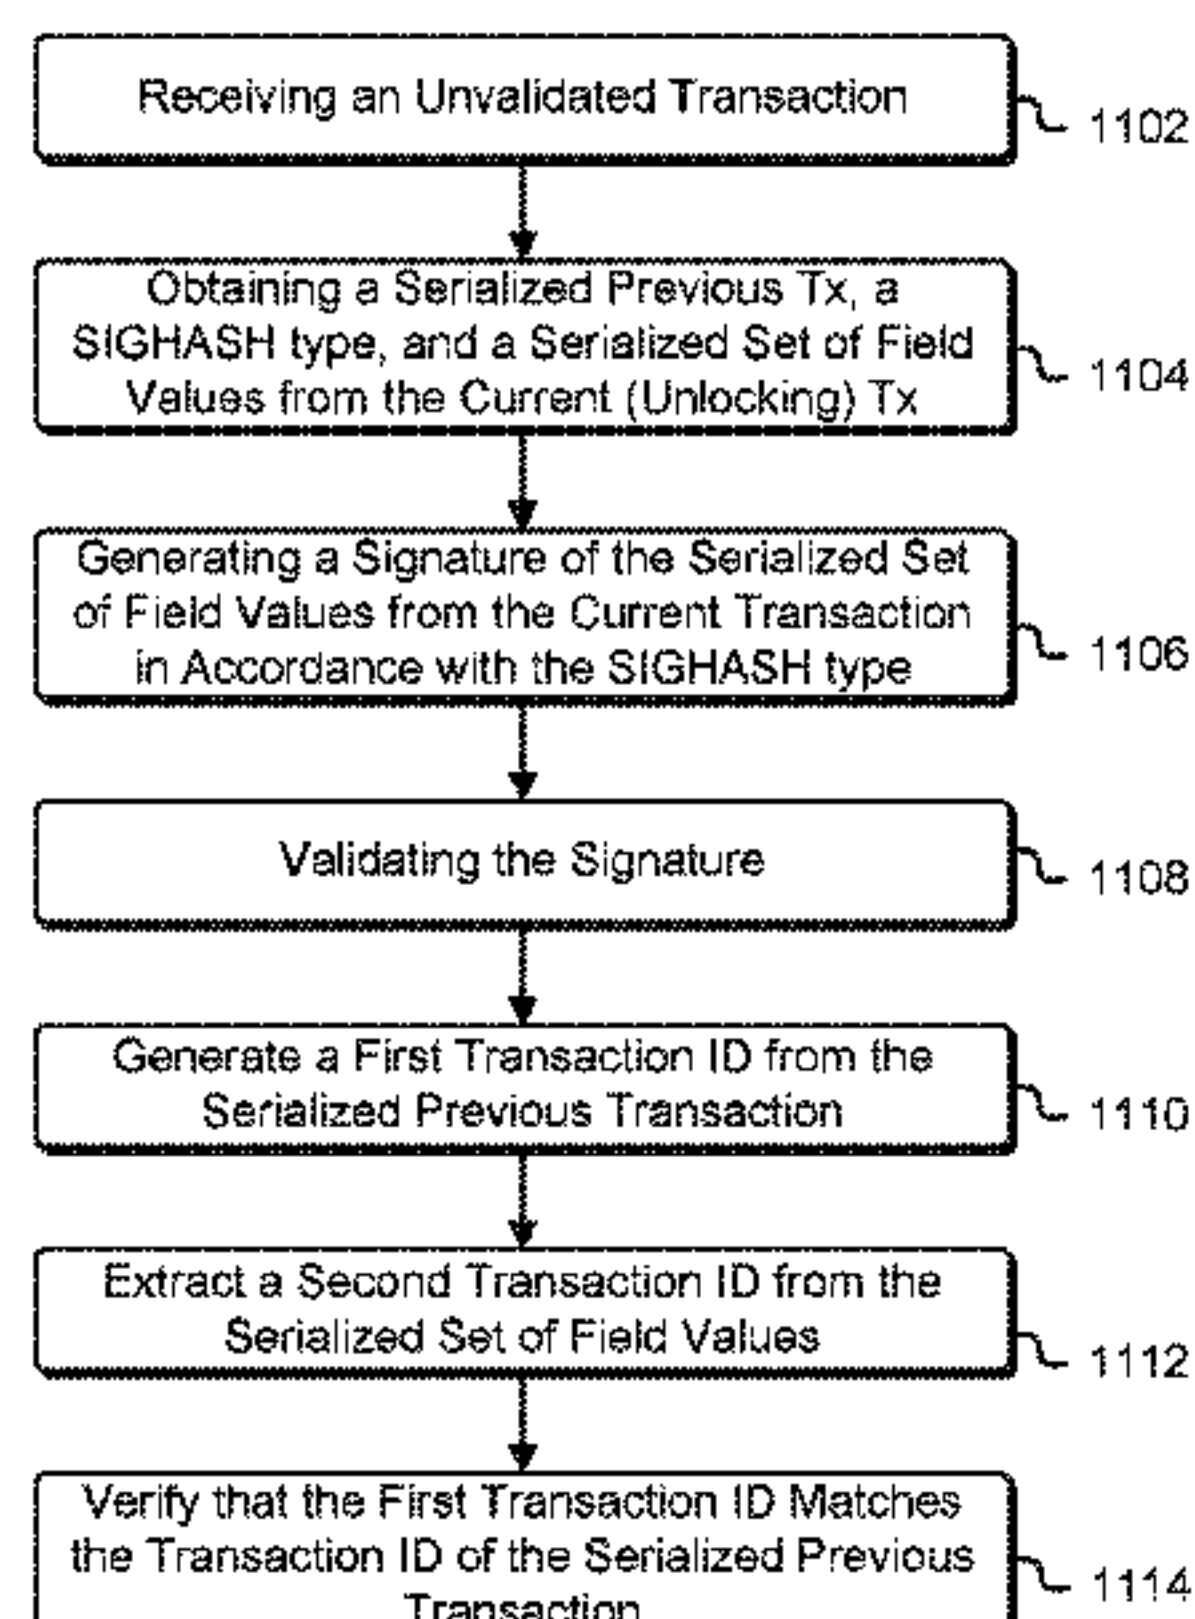 Receiving an Unvalidated Transaction
1102
Obtaining a Serialized Previous Tx, a
SIGHASH type, and a Serialized Set of Field
Values from the Current (Unlocking) Tx
1104
Generating a Signature of the Serialized Set
of Field Values from the Current Transaction
in Accordance with the SIGHASH type
1106
Validating the Signature
1108
Generate a First Transaction ID from the
Serialized Previous Transaction
1110
Extract a Second Transaction ID from the
Serialized Set of Field Values
1112
Verify that the First Transaction ID Matches
the Transaction ID of the Serialized Previous
Transaction
1114